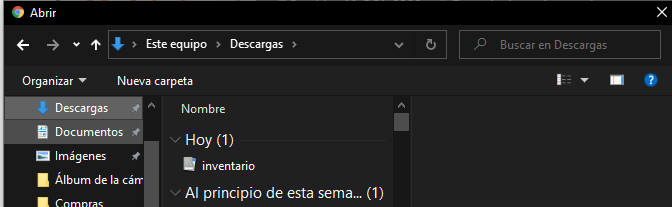 Abrir
Este equipo > Descargas >
Buscar en Descargas
Organizar
Nueva carpeta
Descargas
Documentos
Imágenes
Álbum de la cám
Compras
Nombre
Hoy (1)
inventario
Al principio de esta sema... (1)